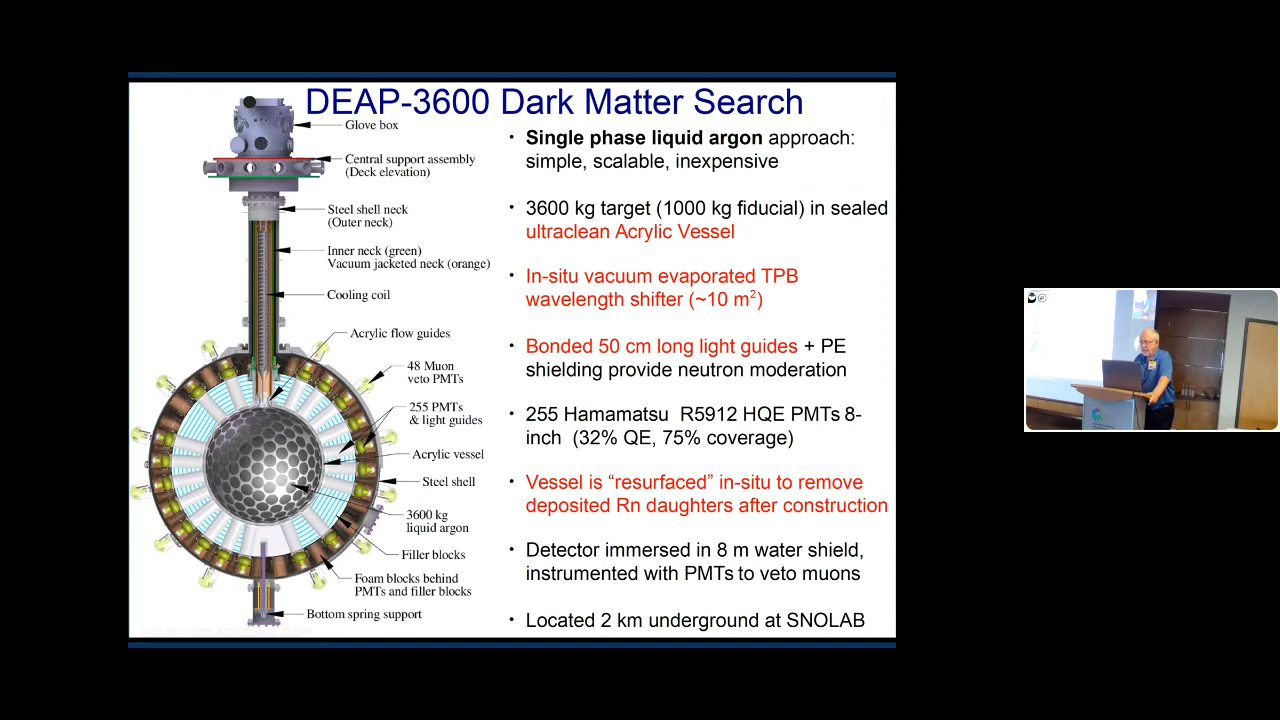 DEAP-3600 Dark Matter Search
Glove box
Central support assembly
(Deck elevation)
Steel shell neck
(Outer neck)
Inner neck (green)
Vacuum jacketed neck (orange)
Cooling coil
Acrylic flow guides
48 Muon
veto PMTs
255 PMTs
& light guides
Acrylic vessel
Steel shell
3600 kg
liquid argon
Filler blocks
Foam blocks behind
PMTs and filler blocks
Bottom spring support
• Single phase liquid argon approach:
simple, scalable, inexpensive
• 3600 kg target (1000 kg fiducial) in sealed
ultraclean Acrylic Vessel
• In-situ vacuum evaporated TPB
wavelength shifter (~10 m²)
• Bonded 50 cm long light guides + PE
shielding provide neutron moderation
• 255 Hamamatsu R5912 HQE PMTs 8-
inch (32% QE, 75% coverage)
• Vessel is “resurfaced” in-situ to remove
deposited Rn daughters after construction
• Detector immersed in 8 m water shield,
instrumented with PMTs to veto muons
• Located 2 km underground at SNOLAB